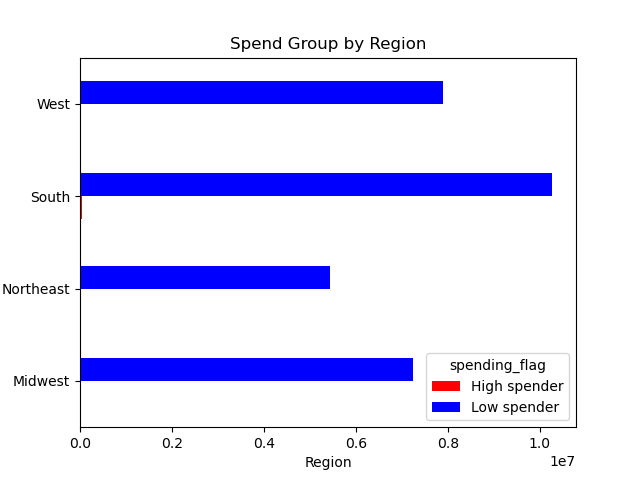 Spend Group by Region
West
South
Northeast
Midwest
spending_flag
High spender
Low spender
0.0 0.2 0.4 0.6 0.8 1.0
1e7
Region